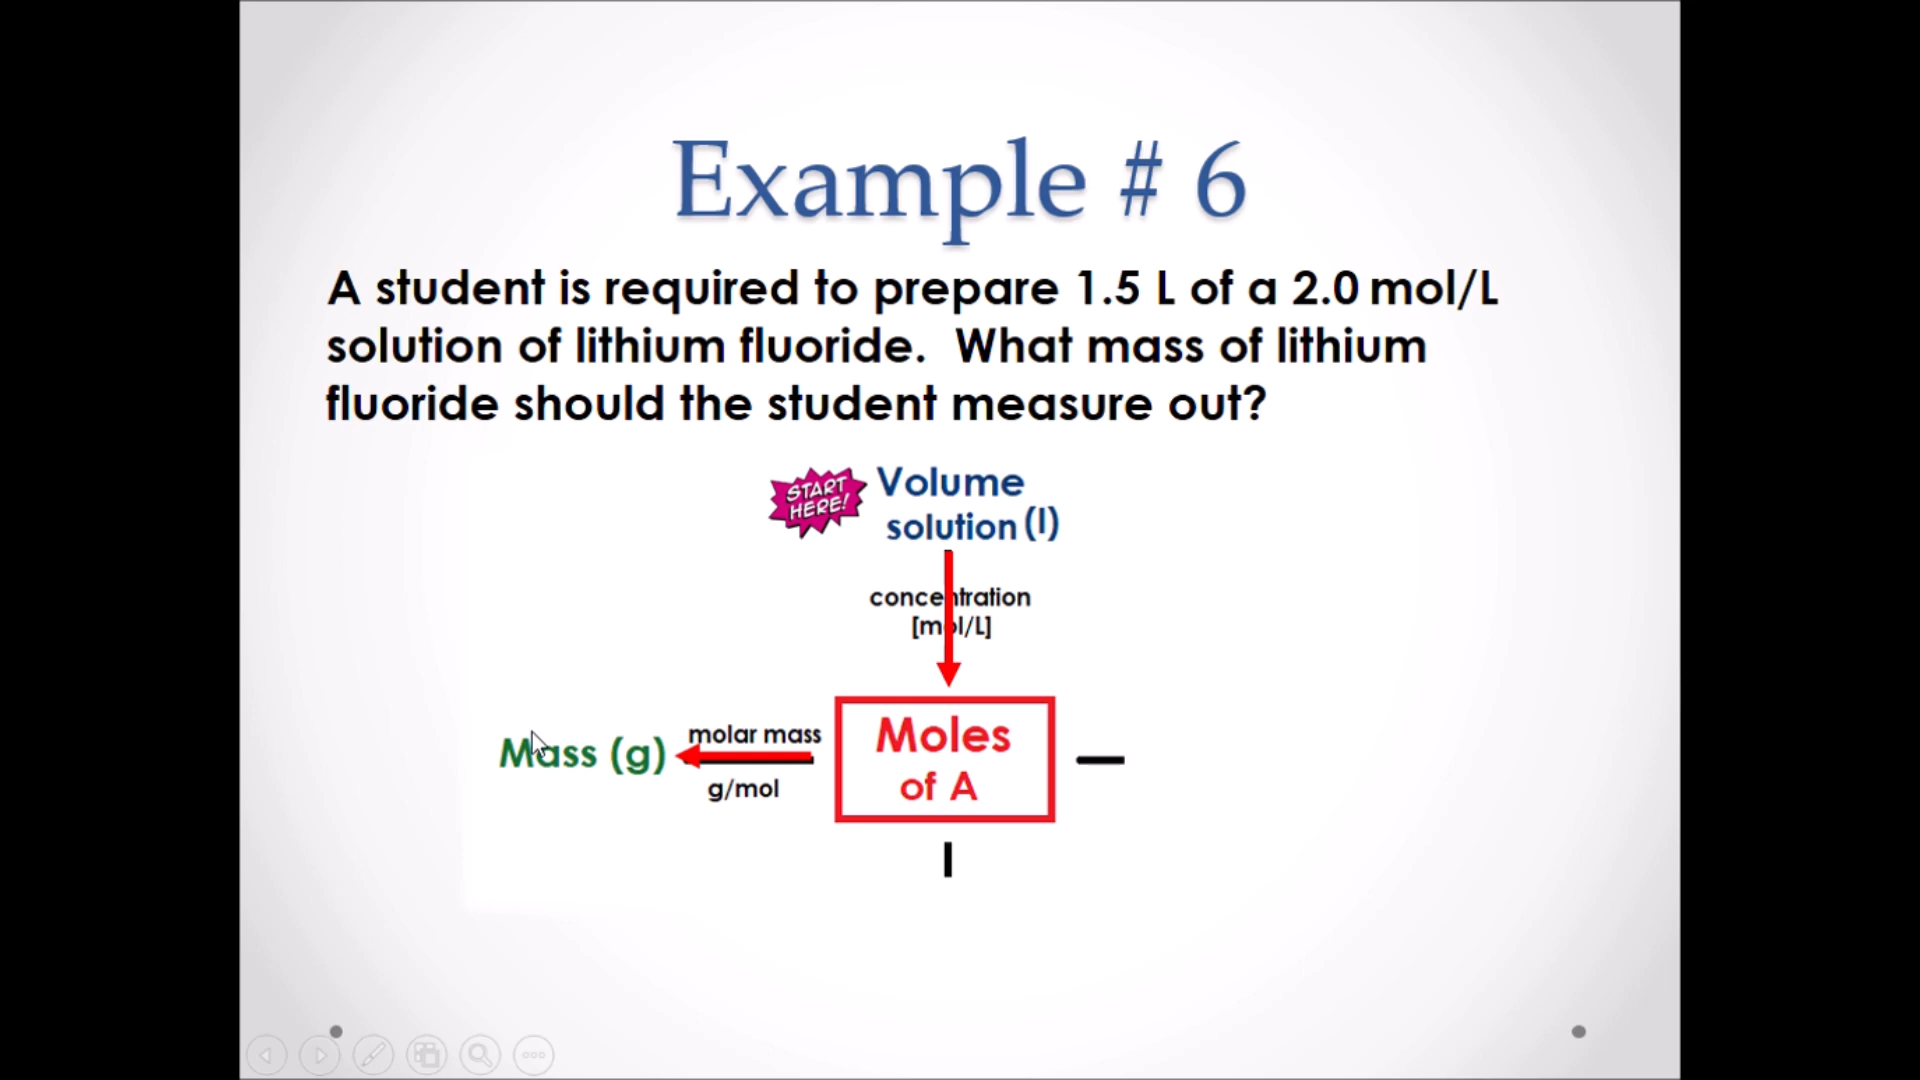 Example # 6
A student is required to prepare 1.5 L of a 2.0 mol/L
solution of lithium fluoride. What mass of lithium
fluoride should the student measure out?
START
HERE!
Volume
solution (l)
concentration
[mol/L]
Mass (g)
molar mass
g/mol
Moles
of A